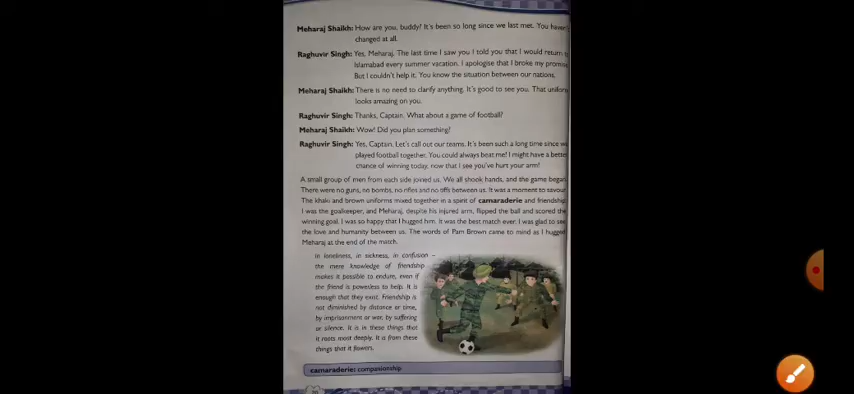 Meharaj Shaikh: How are you, buddy? It's been so long since we last met. You haven't
changed at all.
Raghuvir Singh: Yes, Meharaj. The last time I saw you I told you that I would return to
Islamabad every summer vacation. I apologise that I broke my promise
But I couldn't help it. You know the situation between our nations.
Meharaj Shaikh: There is no need to clarify anything. It's good to see you. That uniform
looks amazing on you.
Raghuvir Singh: Thanks, Captain. What about a game of football?
Meharaj Shaikh: Wow! Did you plan something?
Raghuvir Singh: Yes, Captain. Let's call out our teams. It's been such a long time since we
played football together. You could always beat me! I might have a better
chance of winning today, now that I see you've hurt your arm!
A small group of men from each side joined us. We all shook hands, and the game began.
There were no guns, no bombs, no rifles and no tiffs between us. It was a moment to savour.
The khaki and brown uniforms mixed together in a spirit of camaraderie and friendship.
I was the goalkeeper, and Meharaj, despite his injured arm, flipped the ball and scored the
winning goal. I was so happy that I hugged him. It was the best match ever. I was glad to see
the love and humanity between us. The words of Pam Brown came to mind as I hugged
Meharaj at the end of the match.
In loneliness, in sickness, in confusion –
the mere knowledge of friendship
makes it possible to endure, even if
the friend is powerless to help. It is
enough that they exist. Friendship is
not diminished by distance or time,
by imprisonment or war, by suffering
or silence. It is in these things that
it roots most deeply. It is from these
things that it flowers.
camaraderie: companionship